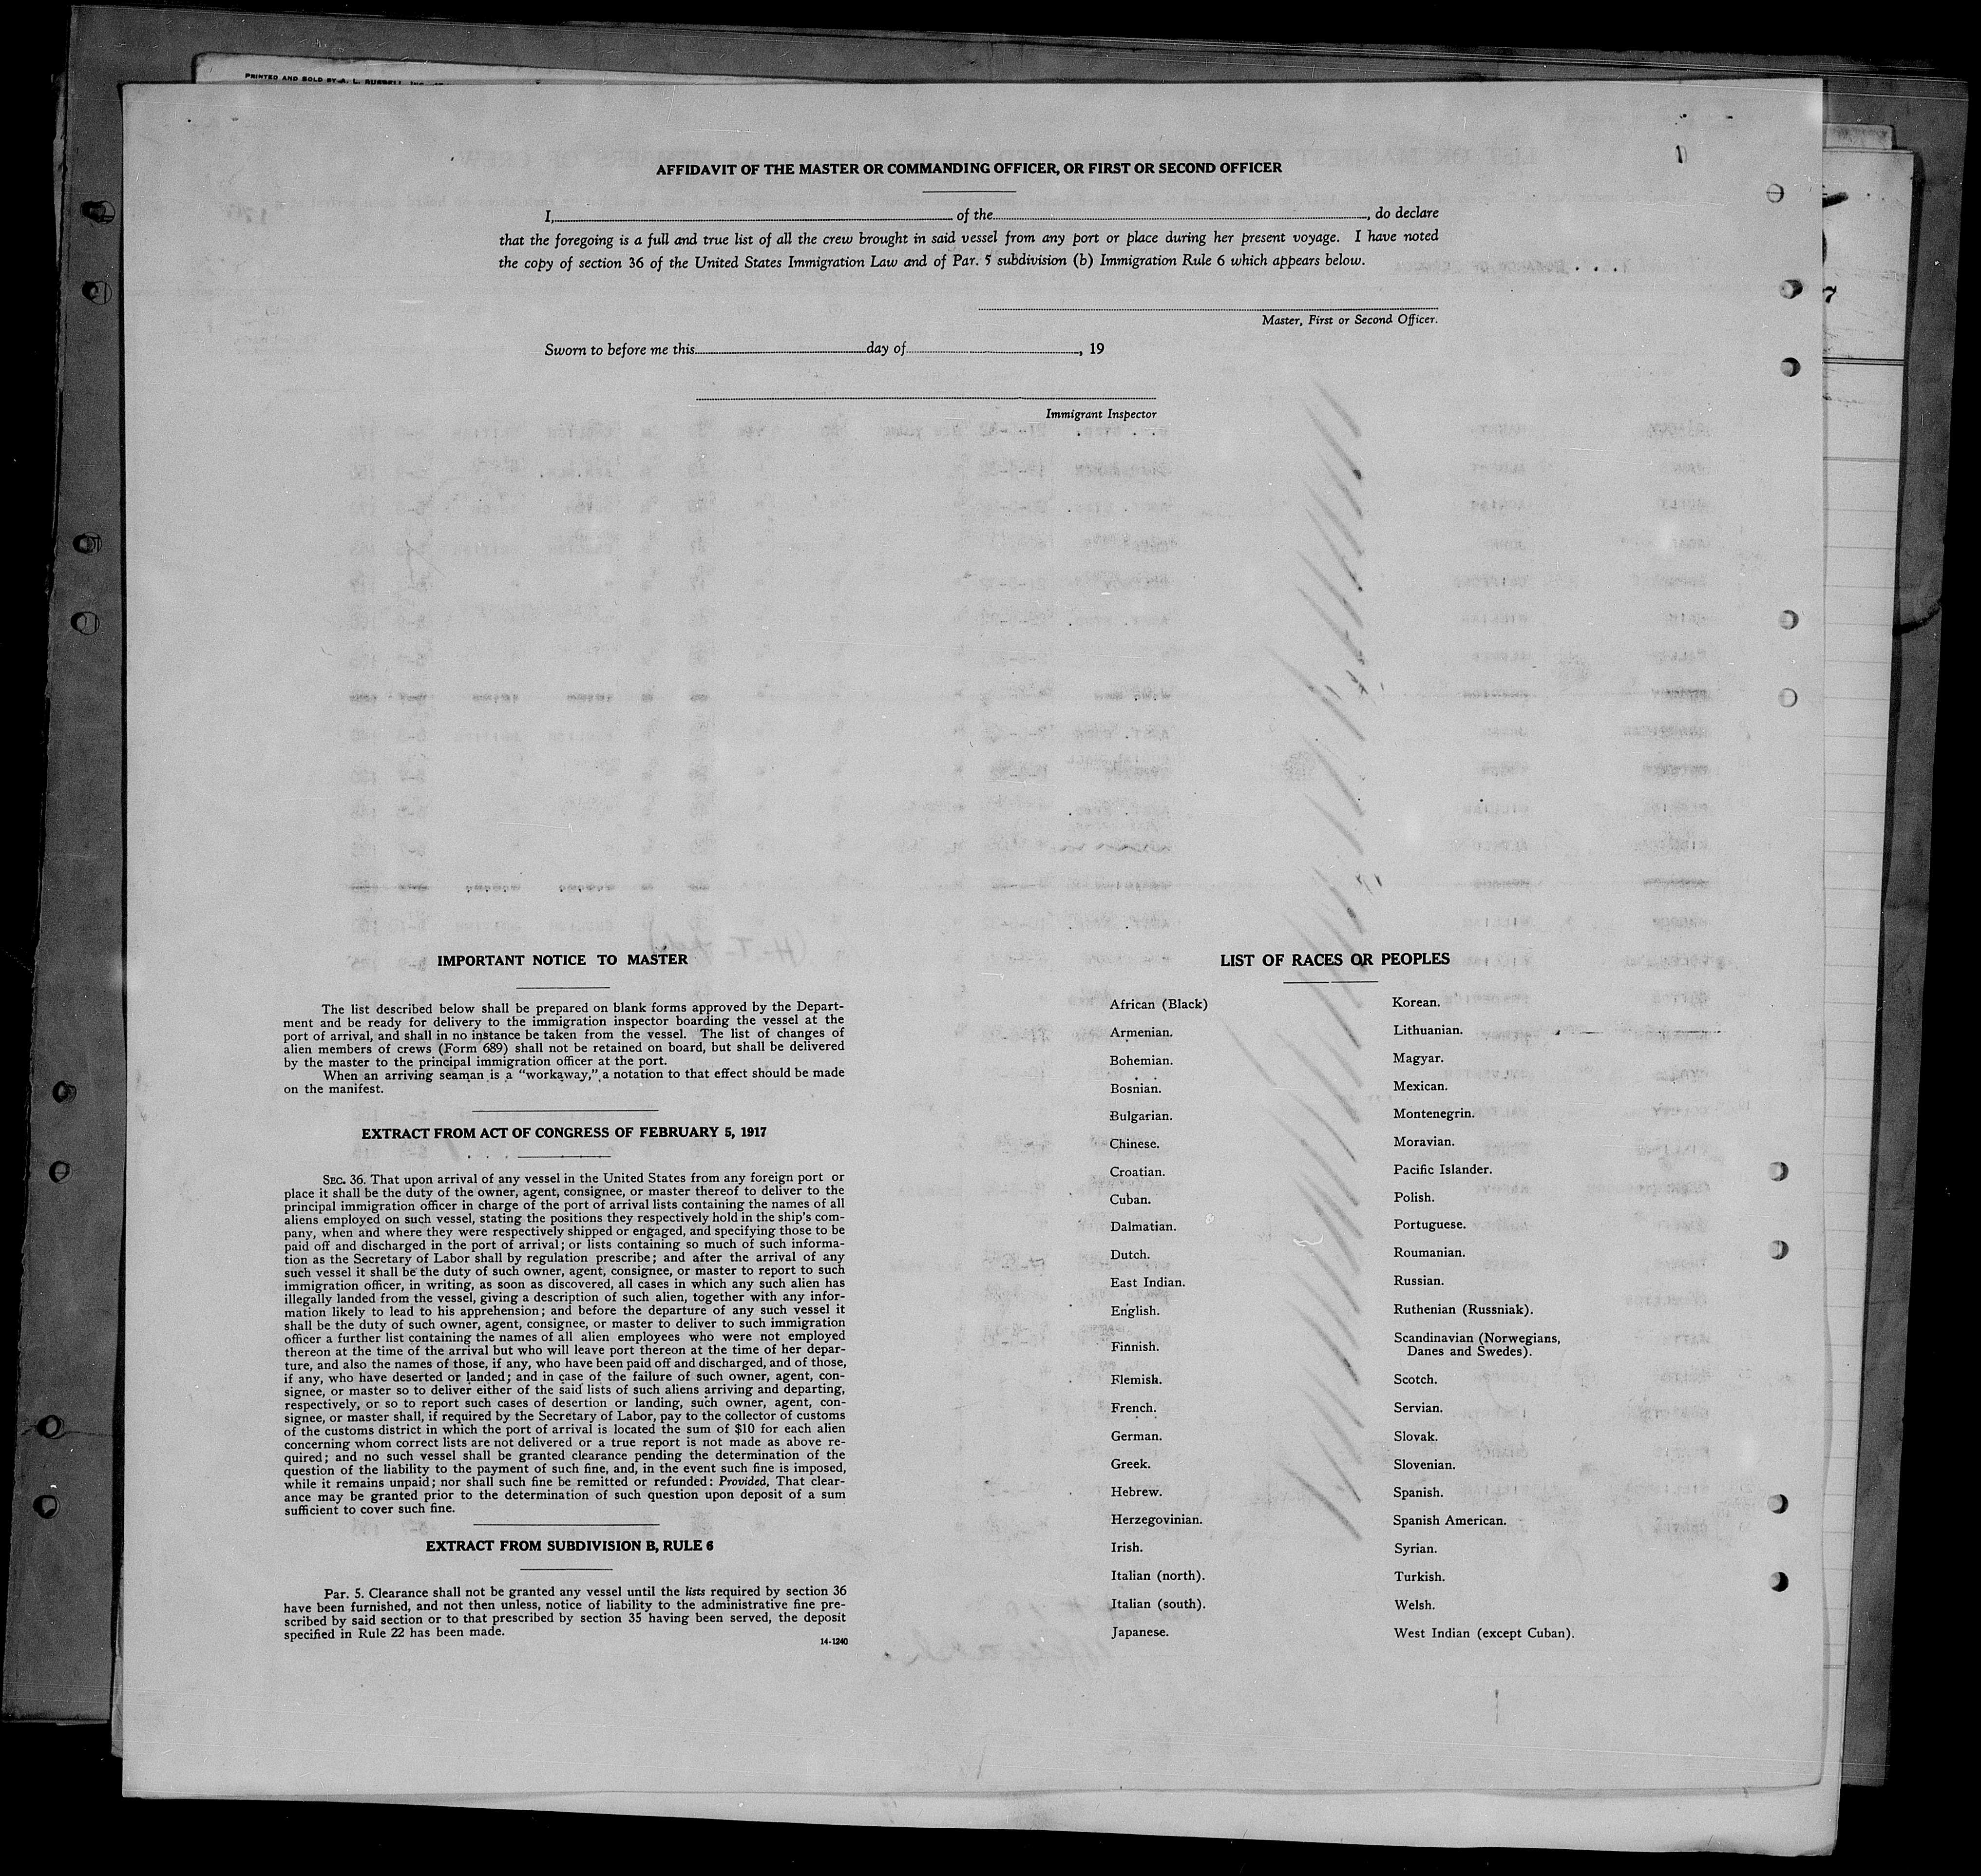 PRINTED AND SOLD BY A. L. RUSSELL, INC.
AFFIDAVIT OF THE MASTER OR COMMANDING OFFICER, OR FIRST OR SECOND OFFICER
I, of the , do declare
that the foregoing is a full and true list of all the crew brought in said vessel from any port or place during her present voyage. I have noted
the copy of section 36 of the United States Immigration Law and of Par. 5 subdivision (b) Immigration Rule 6 which appears below.
Master, First or Second Officer.
Sworn to before me this day of , 19
Immigrant Inspector
IMPORTANT NOTICE TO MASTER
The list described below shall be prepared on blank forms approved by the Depart-
ment and be ready for delivery to the immigration inspector boarding the vessel at the
port of arrival, and shall in no instance be taken from the vessel. The list of changes of
alien members of crews (Form 689) shall not be retained on board, but shall be delivered
by the master to the principal immigration officer at the port.
When an arriving seaman is a "workaway," a notation to that effect should be made
on the manifest.
EXTRACT FROM ACT OF CONGRESS OF FEBRUARY 5, 1917
SEC. 36. That upon arrival of any vessel in the United States from any foreign port or
place it shall be the duty of the owner, agent, consignee, or master thereof to deliver to the
principal immigration officer in charge of the port of arrival lists containing the names of all
aliens employed on such vessel, stating the positions they respectively hold in the ship's com-
pany, when and where they were respectively shipped or engaged, and specifying those to be
paid off and discharged in the port of arrival; or lists containing so much of such informa-
tion as the Secretary of Labor shall by regulation prescribe; and after the arrival of any
such vessel it shall be the duty of such owner, agent, consignee, or master to report to such
immigration officer, in writing, as soon as discovered, all cases in which any such alien has
illegally landed from the vessel, giving a description of such alien, together with any infor-
mation likely to lead to his apprehension; and before the departure of any such vessel it
shall be the duty of such owner, agent, consignee, or master to deliver to such immigration
officer a further list containing the names of all alien employees who were not employed
thereon at the time of the arrival but who will leave port thereon at the time of her depar-
ture, and also the names of those, if any, who have been paid off and discharged, and of those,
if any, who have deserted or landed; and in case of the failure of such owner, agent, con-
signee, or master so to deliver either of the said lists of such aliens arriving and departing,
respectively, or so to report such cases of desertion or landing, such owner, agent, con-
signee, or master shall, if required by the Secretary of Labor, pay to the collector of customs
of the customs district in which the port of arrival is located the sum of $10 for each alien
concerning whom correct lists are not delivered or a true report is not made as above re-
quired; and no such vessel shall be granted clearance pending the determination of the
question of the liability to the payment of such fine, and, in the event such fine is imposed,
while it remains unpaid; nor shall such fine be remitted or refunded: Provided, That clear-
ance may be granted prior to the determination of such question upon deposit of a sum
sufficient to cover such fine.
EXTRACT FROM SUBDIVISION B, RULE 6
Par. 5. Clearance shall not be granted any vessel until the lists required by section 36
have been furnished, and not then unless, notice of liability to the administrative fine pre-
scribed by said section or to that prescribed by section 35 having been served, the deposit
specified in Rule 22 has been made.
14-1240
LIST OF RACES OR PEOPLES
African (Black)
Armenian.
Bohemian.
Bosnian.
Bulgarian.
Chinese.
Croatian.
Cuban.
Dalmatian.
Dutch.
East Indian.
English.
Finnish.
Flemish.
French.
German.
Greek.
Hebrew.
Herzegovinian.
Irish.
Italian (north).
Italian (south).
Japanese.
Korean.
Lithuanian.
Magyar.
Mexican.
Montenegrin.
Moravian.
Pacific Islander.
Polish.
Portuguese.
Roumanian.
Russian.
Ruthenian (Russniak).
Scandinavian (Norwegians,
Danes and Swedes).
Scotch.
Servian.
Slovak.
Slovenian.
Spanish.
Spanish American.
Syrian.
Turkish.
Welsh.
West Indian (except Cuban).